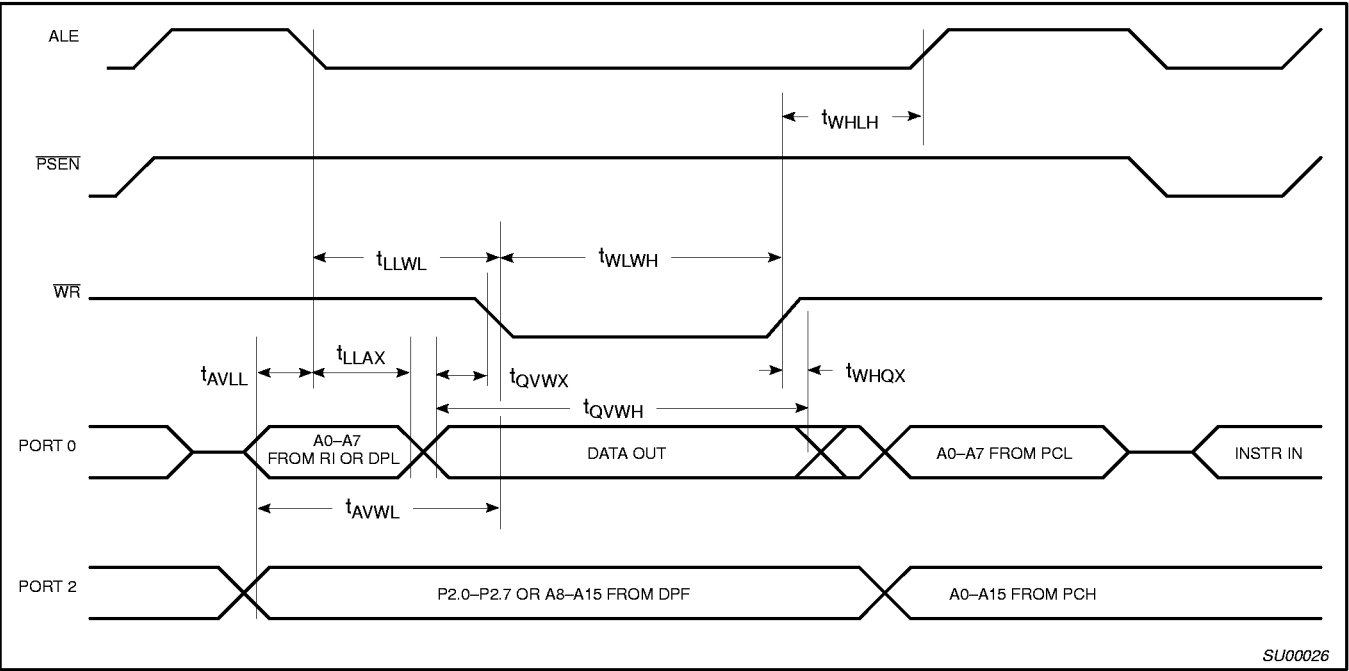 ALE
tWHLH
PSEN
tLLWL
tWLWH
WR
tAVLL
tLLAX
tQVWX
tWHQX
tQVWH
PORT 0
A0–A7
FROM RI OR DPL
DATA OUT
A0–A7 FROM PCL
INSTR IN
tAVWL
PORT 2
P2.0–P2.7 OR A8–A15 FROM DPF
A0–A15 FROM PCH
SU00026